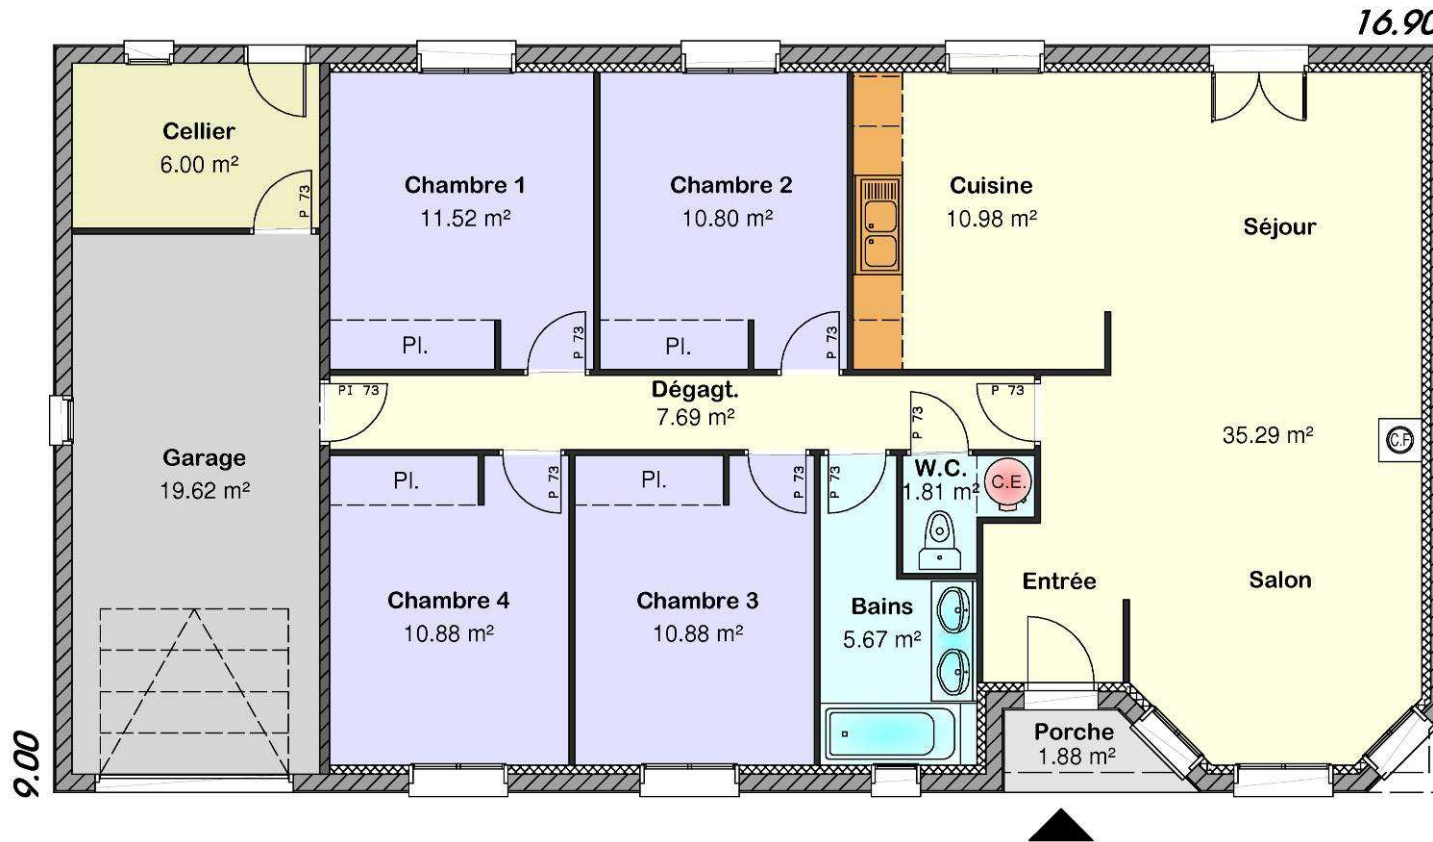 16.90
Cellier
6.00 m²
P 73
Chambre 1
11.52 m²
Chambre 2
10.80 m²
Cuisine
10.98 m²
Séjour
Pl.
P 73
Pl.
P 73
PI 73
Dégagt.
7.69 m²
P 73
P 73
35.29 m²
C.F
Garage
19.62 m²
Pl.
P 73
Pl.
P 73
P 73
W.C.
1.81 m²
C.E.
Chambre 4
10.88 m²
Chambre 3
10.88 m²
Bains
5.67 m²
Entrée
Salon
Porche
1.88 m²
9.00